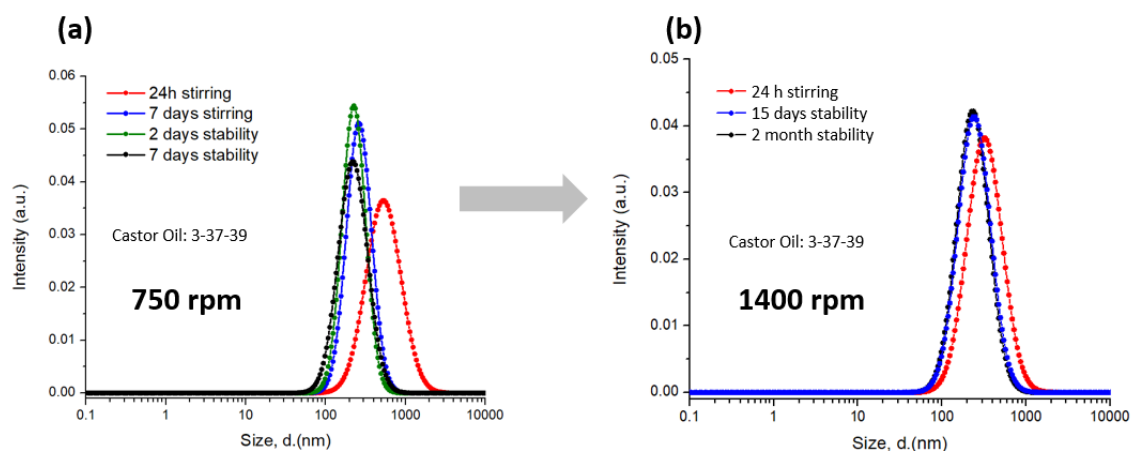 (a)
0.06
0.05
0.04
0.03
0.02
0.01
0.00
Intensity (a.u.)
24h stirring
7 days stirring
2 days stability
7 days stability
Castor Oil: 3-37-39
750 rpm
0.1
1
10
100
1000
10000
Size, d.(nm)
(b)
0.05
0.04
0.03
0.02
0.01
0.00
Intensity (a.u.)
24 h stirring
15 days stability
2 month stability
Castor Oil: 3-37-39
1400 rpm
0.1
1
10
100
1000
10000
Size, d.(nm)